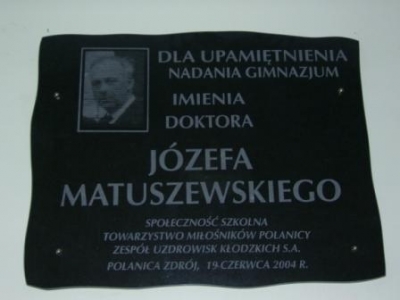 DLA UPAMIĘTNIENIA
NADANIA GIMNAZJUM
IMIENIA
DOKTORA
JÓZEFA
MATUSZEWSKIEGO
SPOŁECZNOŚĆ SZKOLNA
TOWARZYSTWO MIŁOŚNIKÓW POLANICY
ZESPÓŁ UZDROWISK KŁODZKICH S.A.
POLANICA ZDRÓJ, 19 CZERWCA 2004 R.